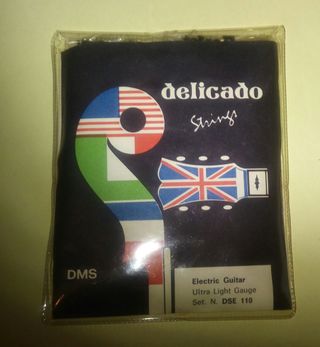 delicado
Strings
DMS
Electric Guitar
Ultra Light Gauge
Set. N. DSE 110